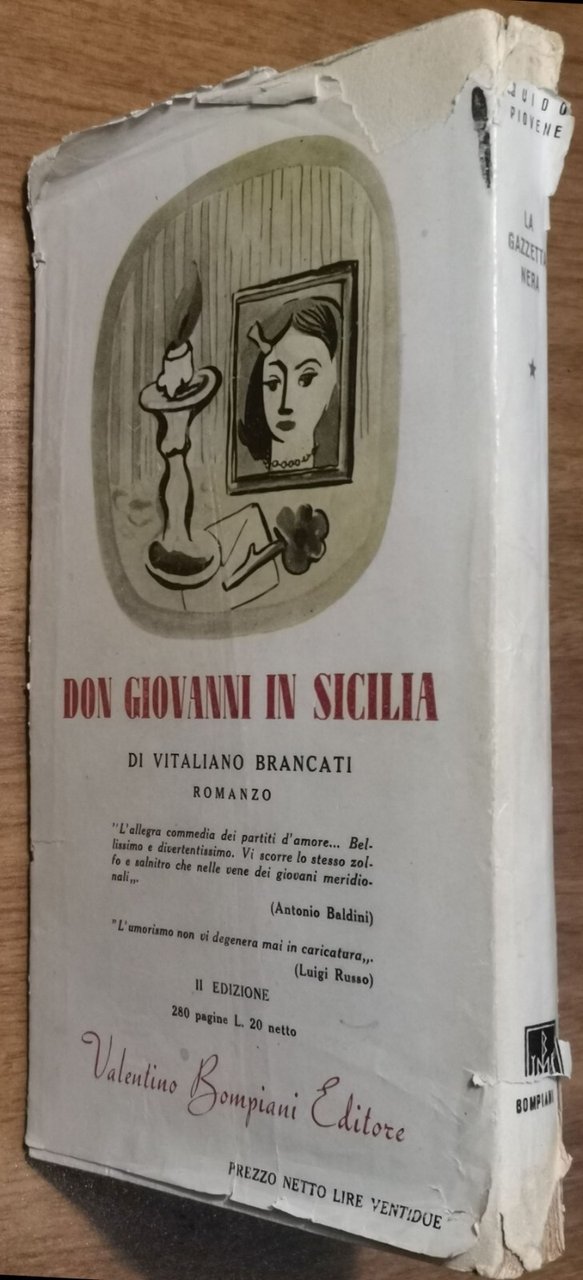 DON GIOVANNI IN SICILIA
DI VITALIANO BRANCATI
ROMANZO
"L'allegra commedia dei partiti d'amore... Bel-
lissimo e divertentissimo. Vi scorre lo stesso zol-
fo e salnitro che nelle vene dei giovani meridio-
nali„.
(Antonio Baldini)
"L'umorismo non vi degenera mai in caricatura„.
(Luigi Russo)
II EDIZIONE
280 pagine L. 20 netto
Valentino Bompiani Editore
PREZZO NETTO LIRE VENTIDUE
GUIDO
PIOVENE
LA
GAZZETTA
NERA
BOMPIANI